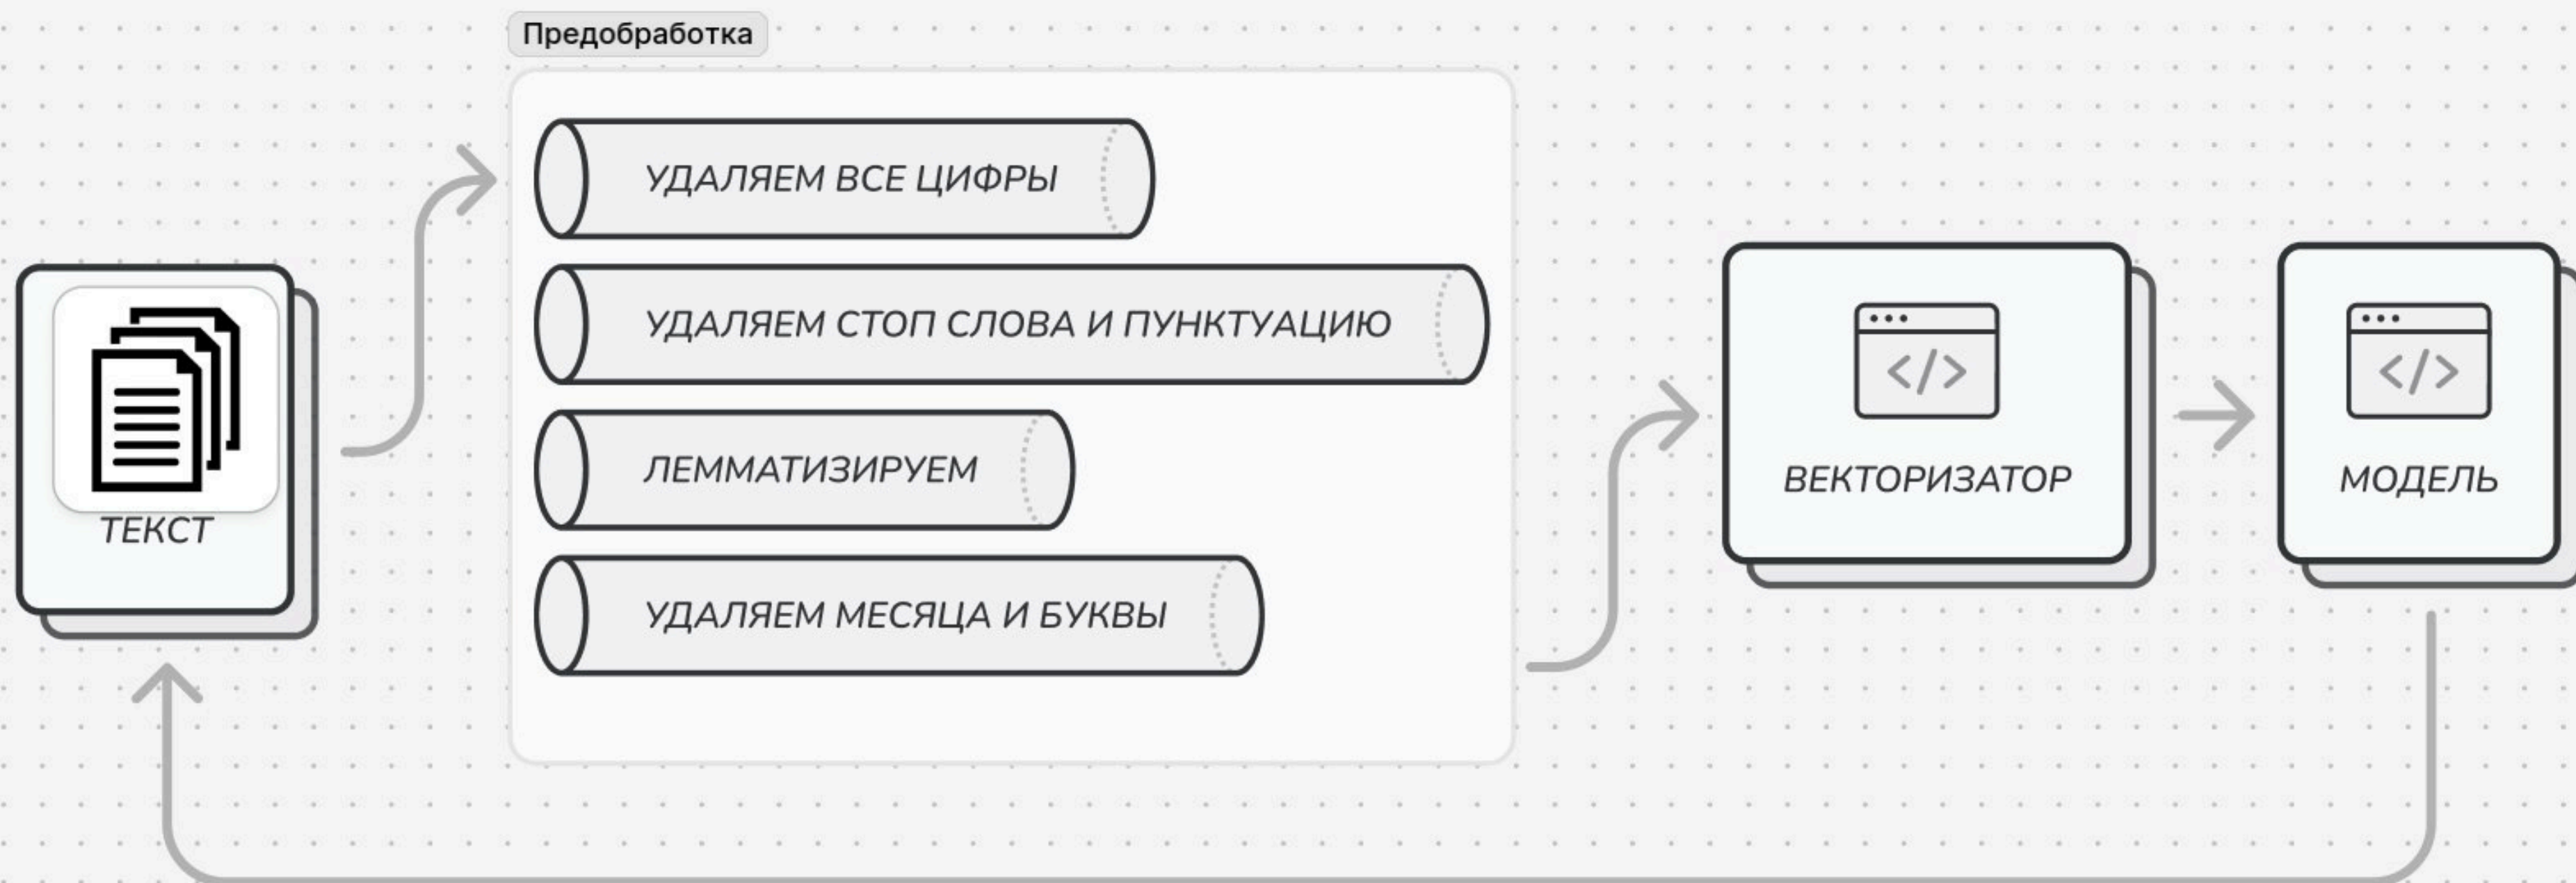 Предобработка
УДАЛЯЕМ ВСЕ ЦИФРЫ
УДАЛЯЕМ СТОП СЛОВА И ПУНКТУАЦИЮ
ЛЕММАТИЗИРУЕМ
УДАЛЯЕМ МЕСЯЦА И БУКВЫ
ТЕКСТ
ВЕКТОРИЗАТОР
МОДЕЛЬ